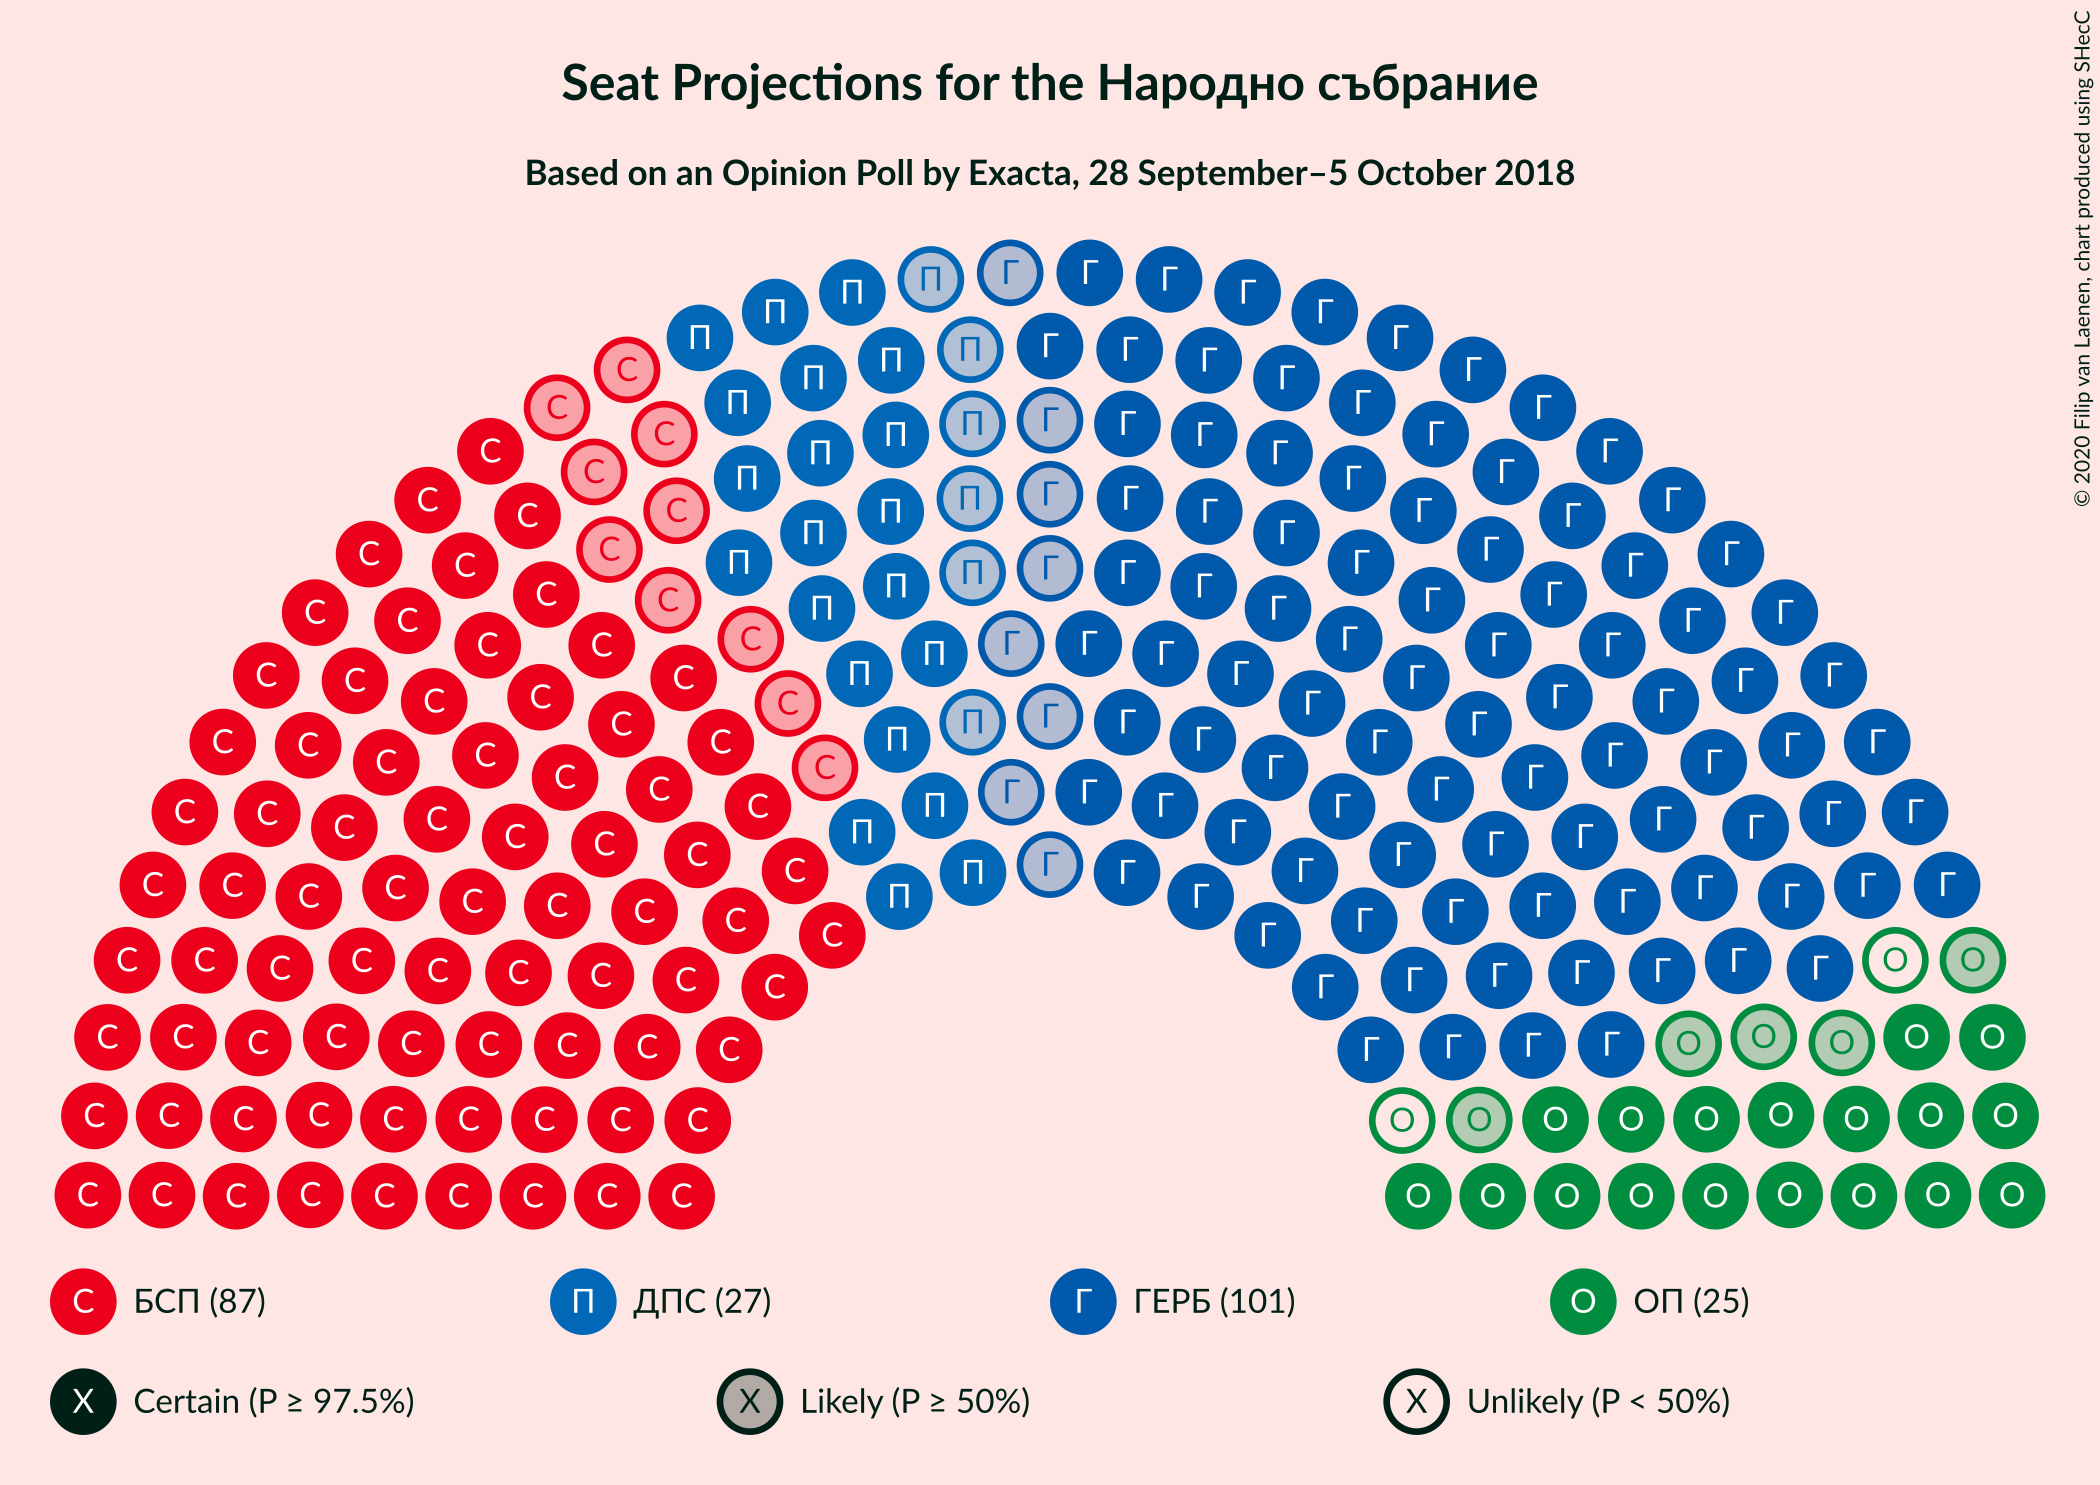 Seat Projections for the Народно събрание
Based on an Opinion Poll by Exacta, 28 September–5 October 2018
© 2020 Filip van Laenen, chart produced using SHecC
С БСП (87)
П ДПС (27)
Г ГЕРБ (101)
О ОП (25)
X Certain (P ≥ 97.5%)
X Likely (P ≥ 50%)
X Unlikely (P < 50%)